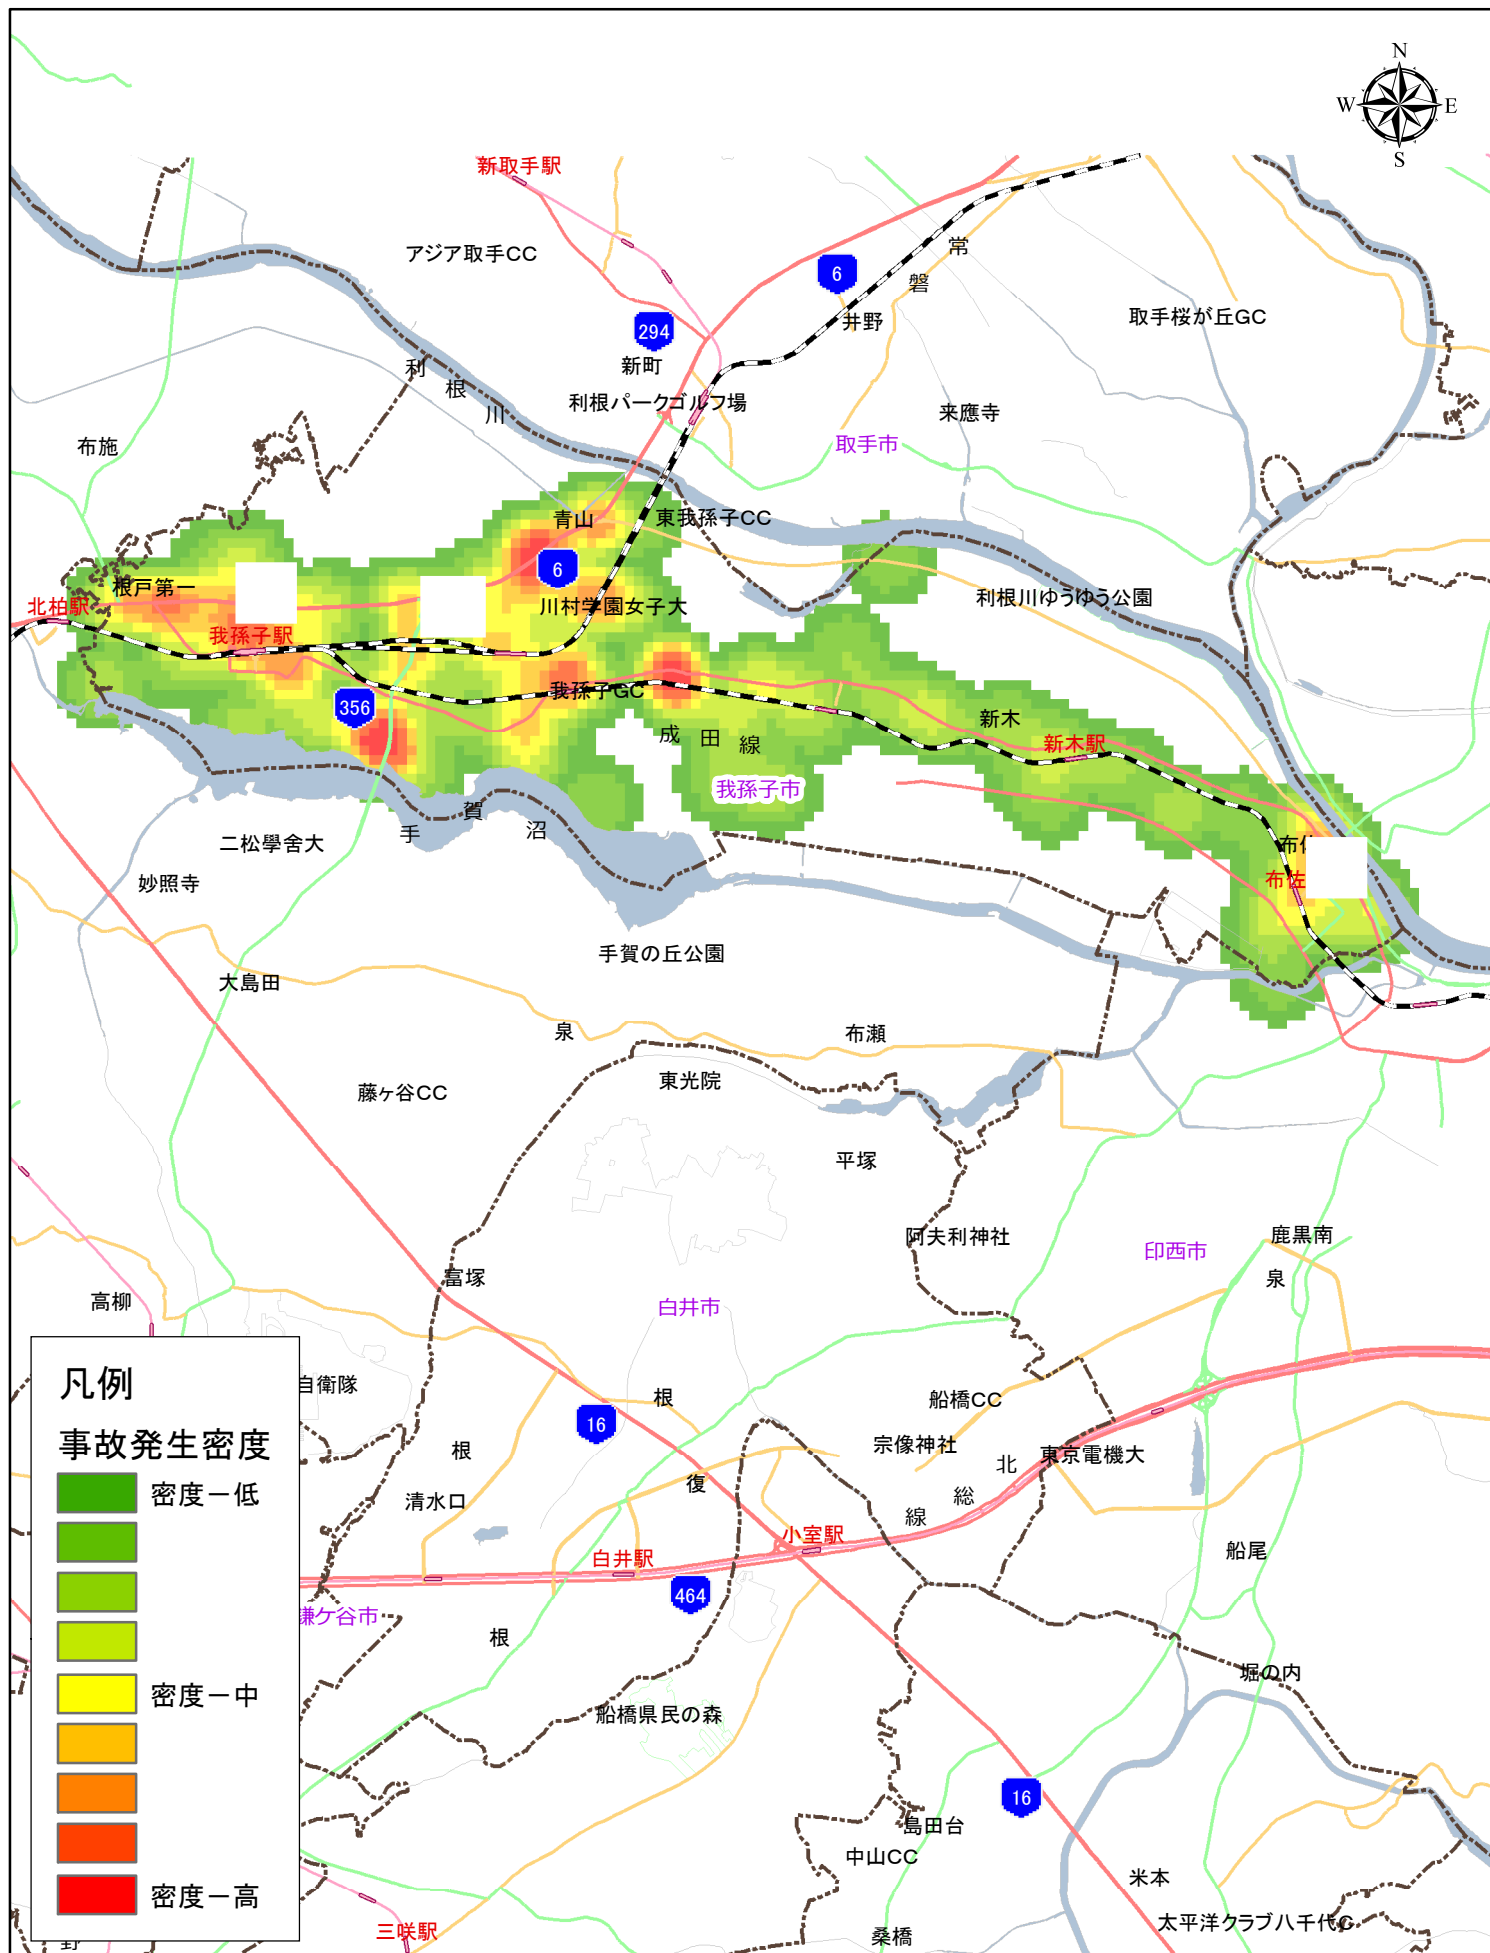 N
W
E
S
新取手駅
アジア取手CC
常
磐
6
井野
取手桜が丘GC
294
新町
利
根
川
利根パークゴルフ場
来應寺
布施
取手市
青山
東我孫子CC
6
根戸第一
北柏駅
川村学園女子大
利根川ゆうゆう公園
我孫子駅
我孫子GC
356
新木
成
田
線
新木駅
我孫子市
手
賀
沼
二松學舍大
布
布佐
妙照寺
手賀の丘公園
大島田
泉
布瀬
東光院
藤ヶ谷CC
平塚
阿夫利神社
鹿黒南
印西市
泉
富塚
高柳
白井市
自衛隊
根
船橋CC
16
宗像神社
根
北
東京電機大
復
総
清水口
線
小室駅
船尾
白井駅
464
鎌ケ谷市
根
堀の内
船橋県民の森
16
島田台
中山CC
米本
太平洋クラブ八千代C
三咲駅
桑橋
野
凡例
事故発生密度
密度－低
密度－中
密度－高